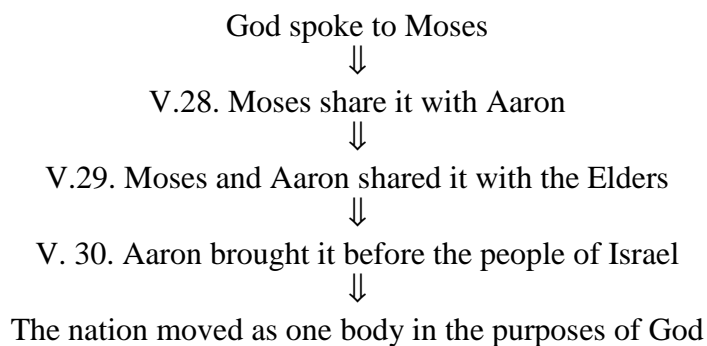 God spoke to Moses
⇓
V.28. Moses share it with Aaron
⇓
V.29. Moses and Aaron shared it with the Elders
⇓
V. 30. Aaron brought it before the people of Israel
⇓
The nation moved as one body in the purposes of God